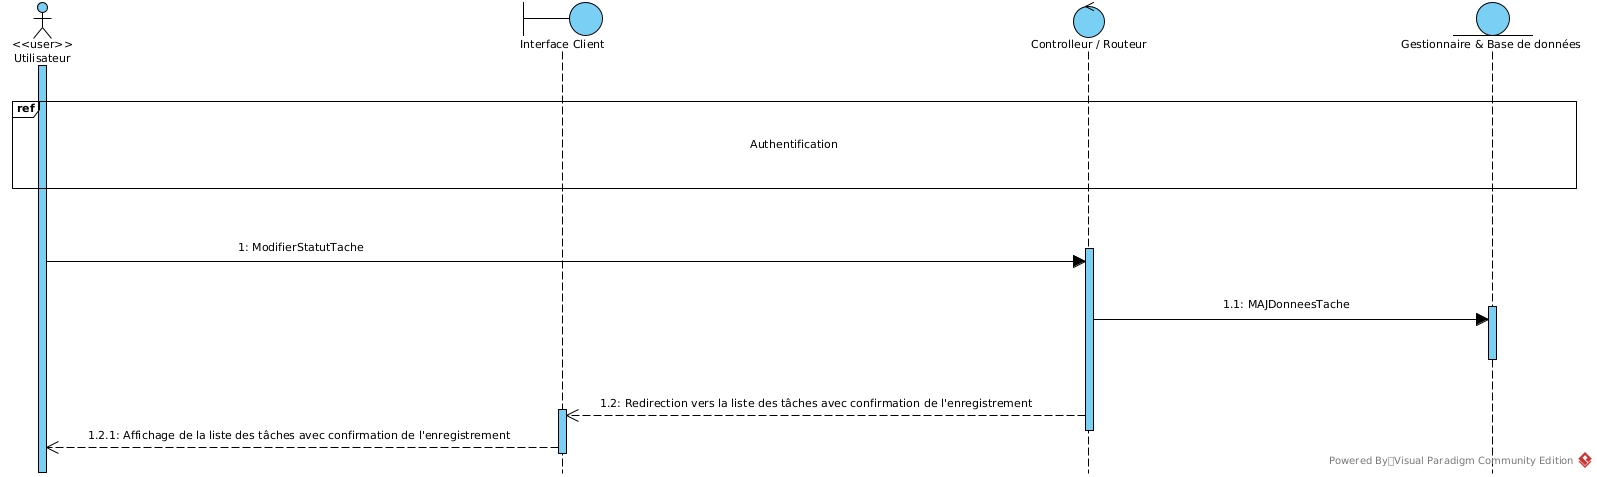 <<user>>
Utilisateur
Interface Client
Controlleur / Routeur
Gestionnaire & Base de données
ref
Authentification
1: ModifierStatutTache
1.1: MAJDonneesTache
1.2: Redirection vers la liste des tâches avec confirmation de l'enregistrement
1.2.1: Affichage de la liste des tâches avec confirmation de l'enregistrement
Powered By Visual Paradigm Community Edition